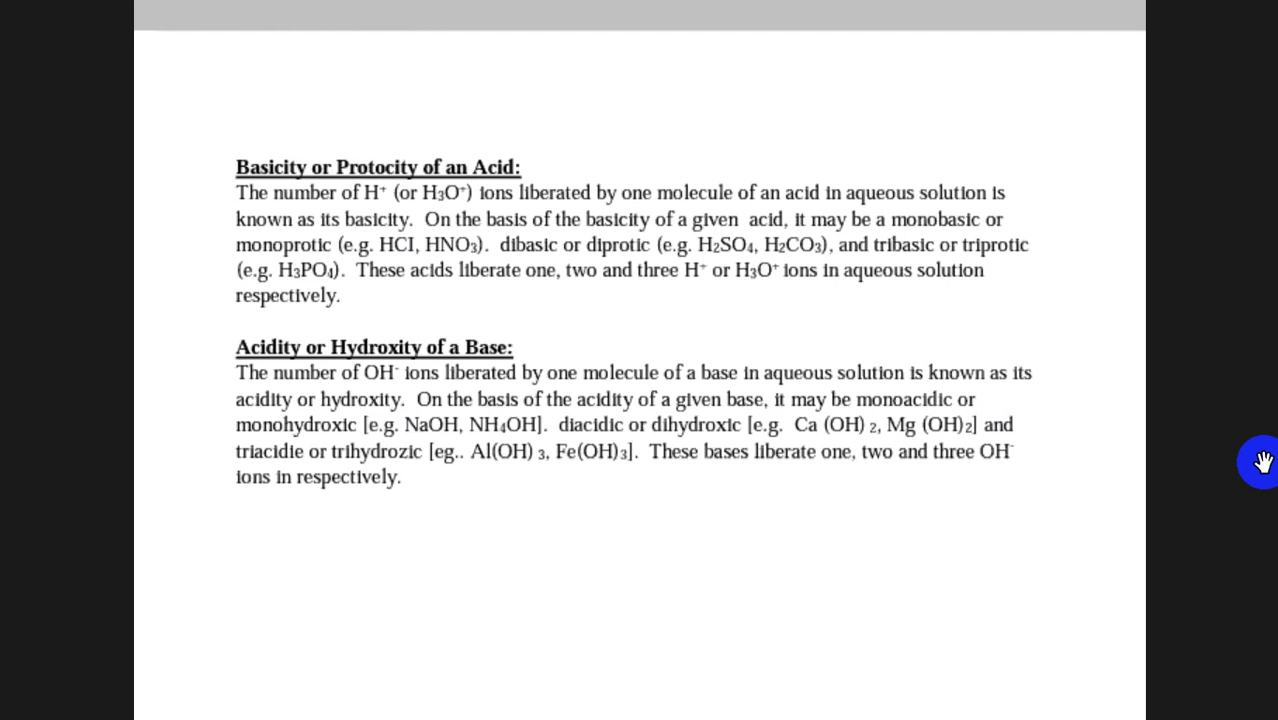 Basicity or Protocity of an Acid:
The number of H⁺ (or H₃O⁺) ions liberated by one molecule of an acid in aqueous solution is
known as its basicity. On the basis of the basicity of a given acid, it may be a monobasic or
monoprotic (e.g. HCI, HNO₃). dibasic or diprotic (e.g. H₂SO₄, H₂CO₃), and tribasic or triprotic
(e.g. H₃PO₄). These acids liberate one, two and three H⁺ or H₃O⁺ ions in aqueous solution
respectively.
Acidity or Hydroxity of a Base:
The number of OH⁻ ions liberated by one molecule of a base in aqueous solution is known as its
acidity or hydroxity. On the basis of the acidity of a given base, it may be monoacidic or
monohydroxic [e.g. NaOH, NH₄OH]. diacidic or dihydroxic [e.g. Ca (OH) ₂, Mg (OH)₂] and
triacidie or trihydrozic [eg.. Al(OH) ₃, Fe(OH)₃]. These bases liberate one, two and three OH⁻
ions in respectively.